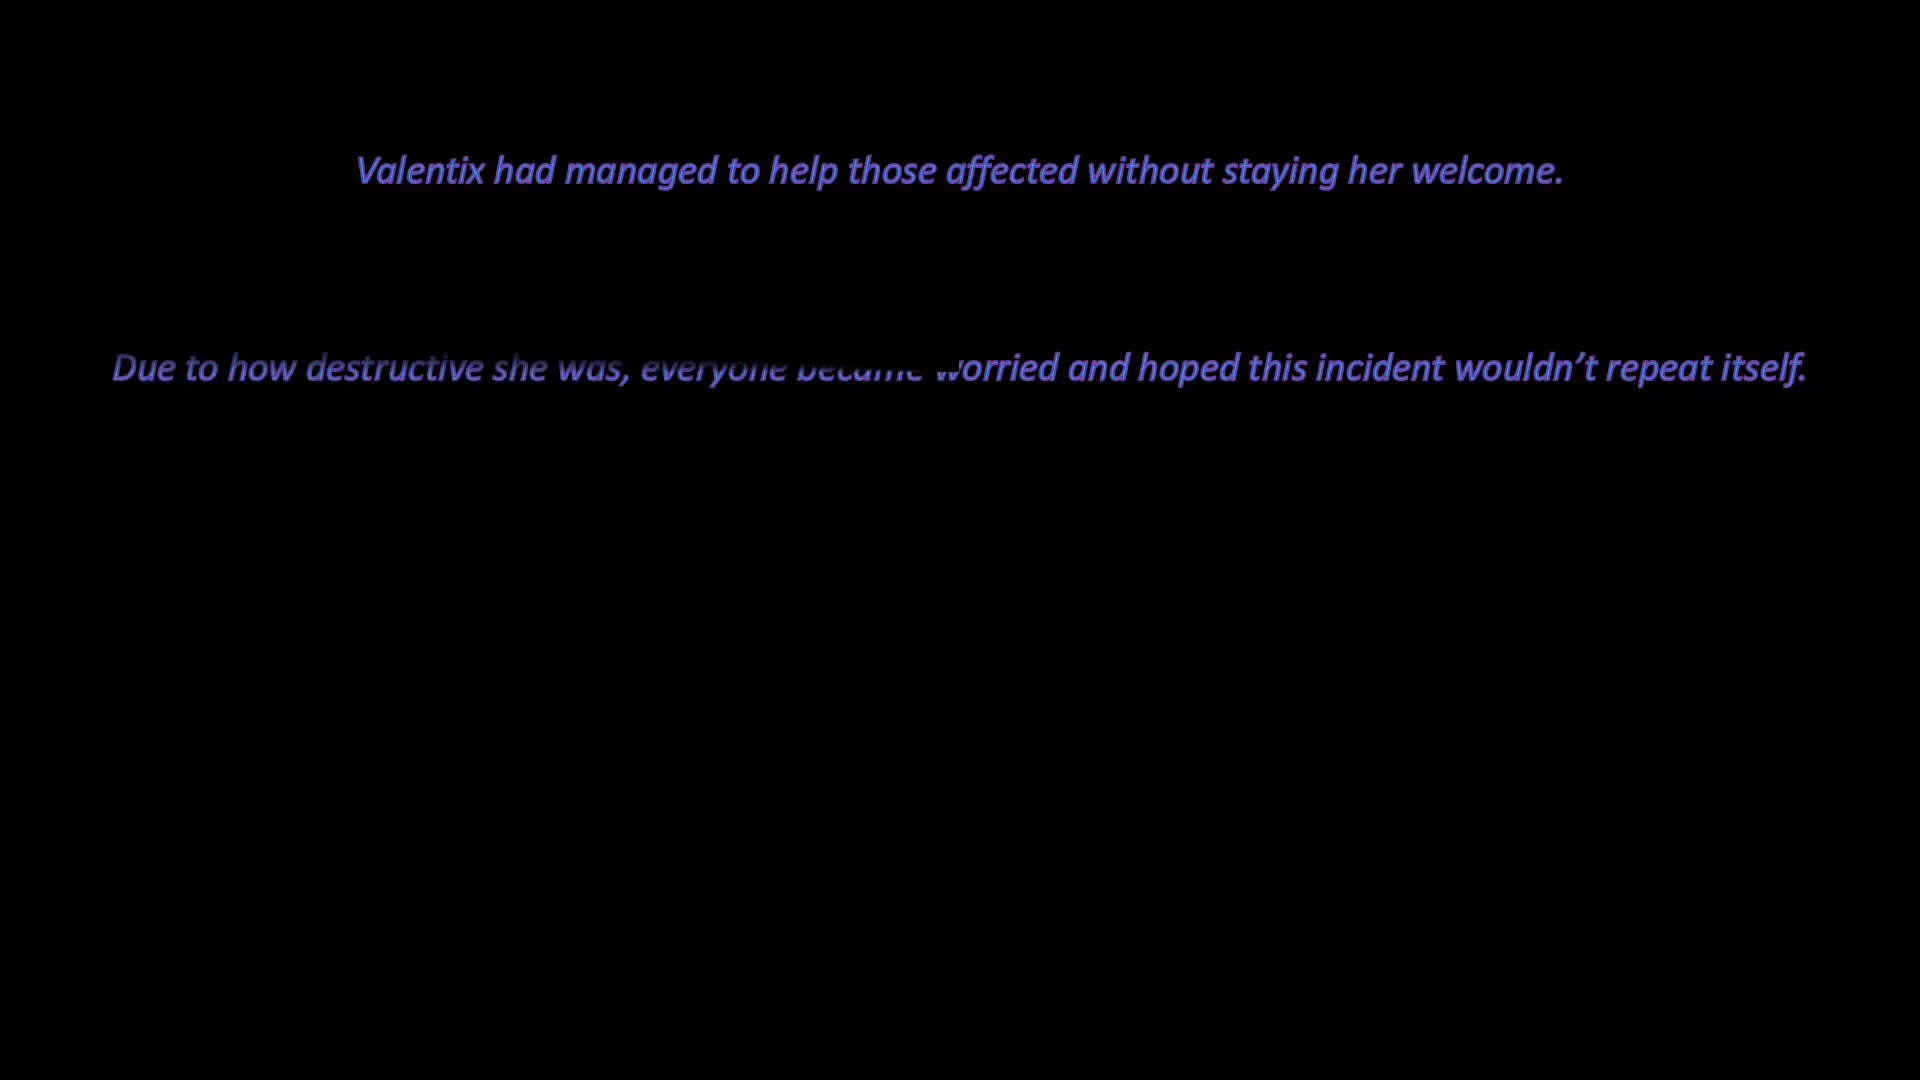 Valentix had managed to help those affected without staying her welcome.
Due to how destructive she was, everyone became worried and hoped this incident wouldn’t repeat itself.